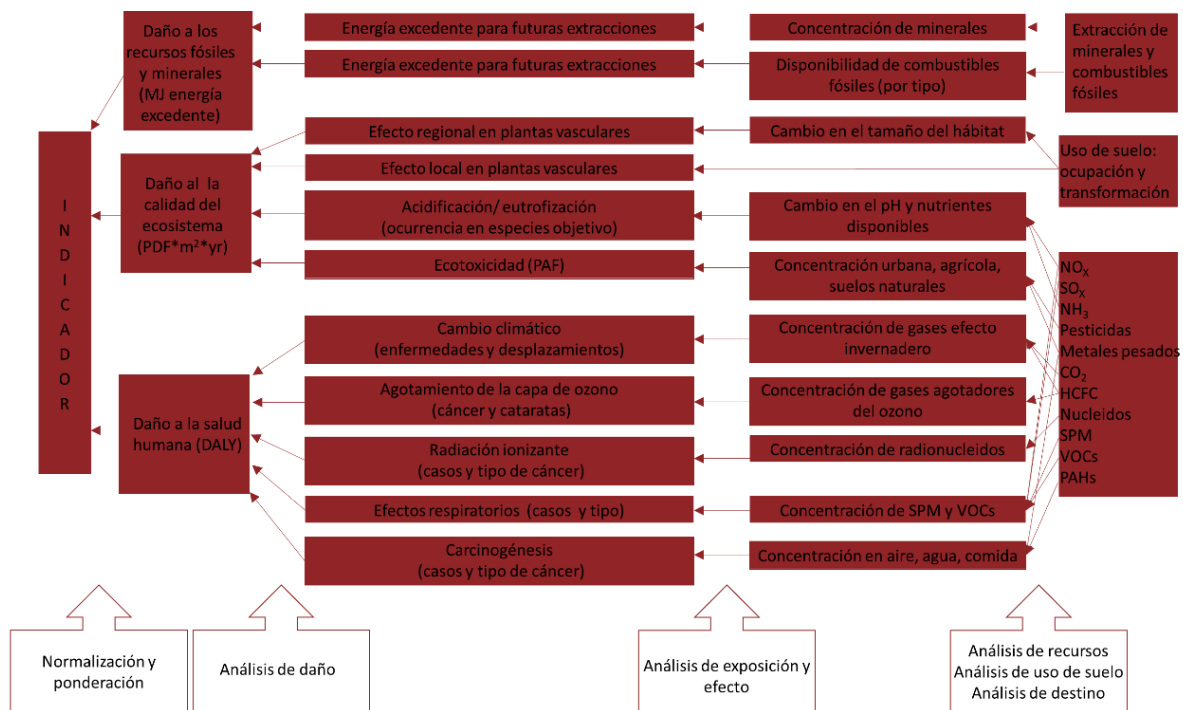 Daño a los
recursos fósiles
y minerales
(MJ energía
excedente)
Energía excedente para futuras extracciones
Concentración de minerales
Extracción de
minerales y
combustibles
fósiles
Energía excedente para futuras extracciones
Disponibilidad de combustibles
fósiles (por tipo)
INDICADOR
Daño al la
calidad del
ecosistema
(PDF*m²*yr)
Efecto regional en plantas vasculares
Cambio en el tamaño del hábitat
Uso de suelo:
ocupación y
transformación
Efecto local en plantas vasculares
Acidificación/ eutrofización
(ocurrencia en especies objetivo)
Cambio en el pH y nutrientes
disponibles
Ecotoxicidad (PAF)
Concentración urbana, agrícola,
suelos naturales
NOₓ
SOₓ
NH₃
Pesticidas
Metales pesados
CO₂
HCFC
Nucleidos
SPM
VOCs
PAHs
Daño a la salud
humana (DALY)
Cambio climático
(enfermedades y desplazamientos)
Concentración de gases efecto
invernadero
Agotamiento de la capa de ozono
(cáncer y cataratas)
Concentración de gases agotadores
del ozono
Radiación ionizante
(casos y tipo de cáncer)
Concentración de radionucleidos
Efectos respiratorios (casos y tipo)
Concentración de SPM y VOCs
Carcinogénesis
(casos y tipo de cáncer)
Concentración en aire, agua, comida
Normalización y
ponderación
Análisis de daño
Análisis de exposición y
efecto
Análisis de recursos
Análisis de uso de suelo
Análisis de destino